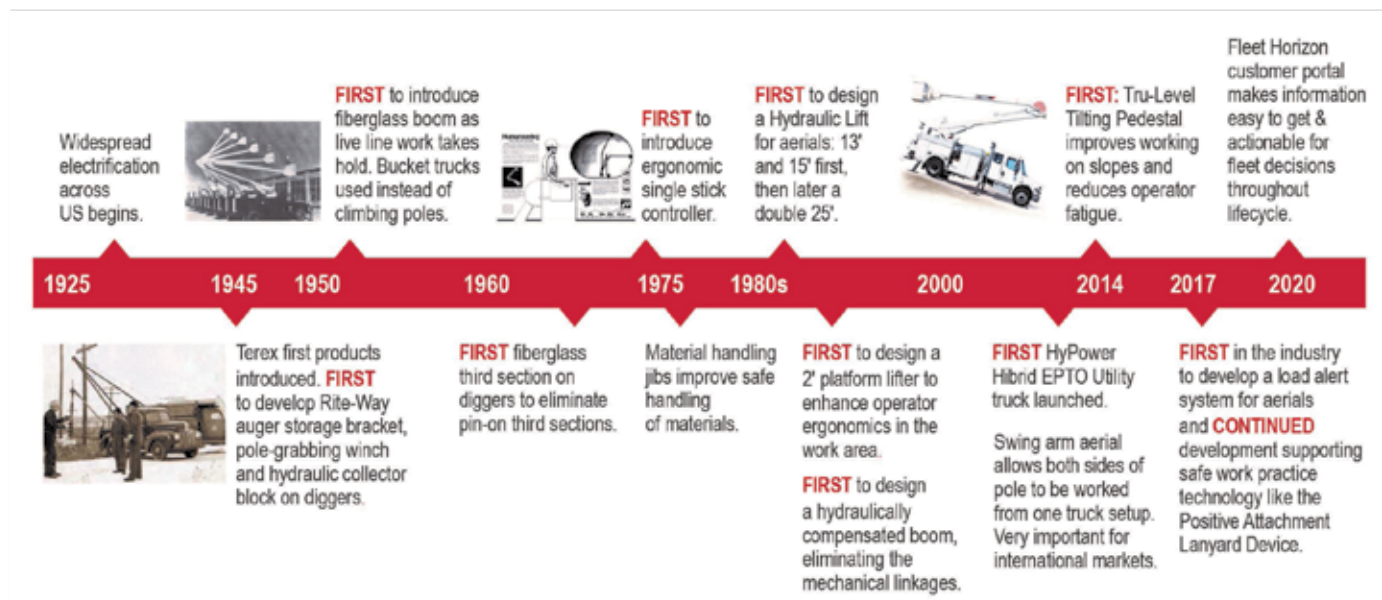 Widespread
electrification
across
US begins.
FIRST to introduce
fiberglass boom as
live line work takes
hold. Bucket trucks
used instead of
climbing poles.
FIRST to
introduce
ergonomic
single stick
controller.
FIRST to design
a Hydraulic Lift
for aerials: 13'
and 15' first,
then later a
double 25'.
FIRST: Tru-Level
Tilting Pedestal
improves working
on slopes and
reduces operator
fatigue.
Fleet Horizon
customer portal
makes information
easy to get &
actionable for
fleet decisions
throughout
lifecycle.
1925 1945 1950 1960 1975 1980s 2000 2014 2017 2020
Terex first products
introduced. FIRST
to develop Rite-Way
auger storage bracket,
pole-grabbing winch
and hydraulic collector
block on diggers.
FIRST fiberglass
third section on
diggers to eliminate
pin-on third sections.
Material handling
jibs improve safe
handling
of materials.
FIRST to design a
2' platform lifter to
enhance operator
ergonomics in the
work area.
FIRST to design
a hydraulically
compensated boom,
eliminating the
mechanical linkages.
FIRST HyPower
Hibrid EPTO Utility
truck launched.
Swing arm aerial
allows both sides of
pole to be worked
from one truck setup.
Very important for
international markets.
FIRST in the industry
to develop a load alert
system for aerials
and CONTINUED
development supporting
safe work practice
technology like the
Positive Attachment
Lanyard Device.